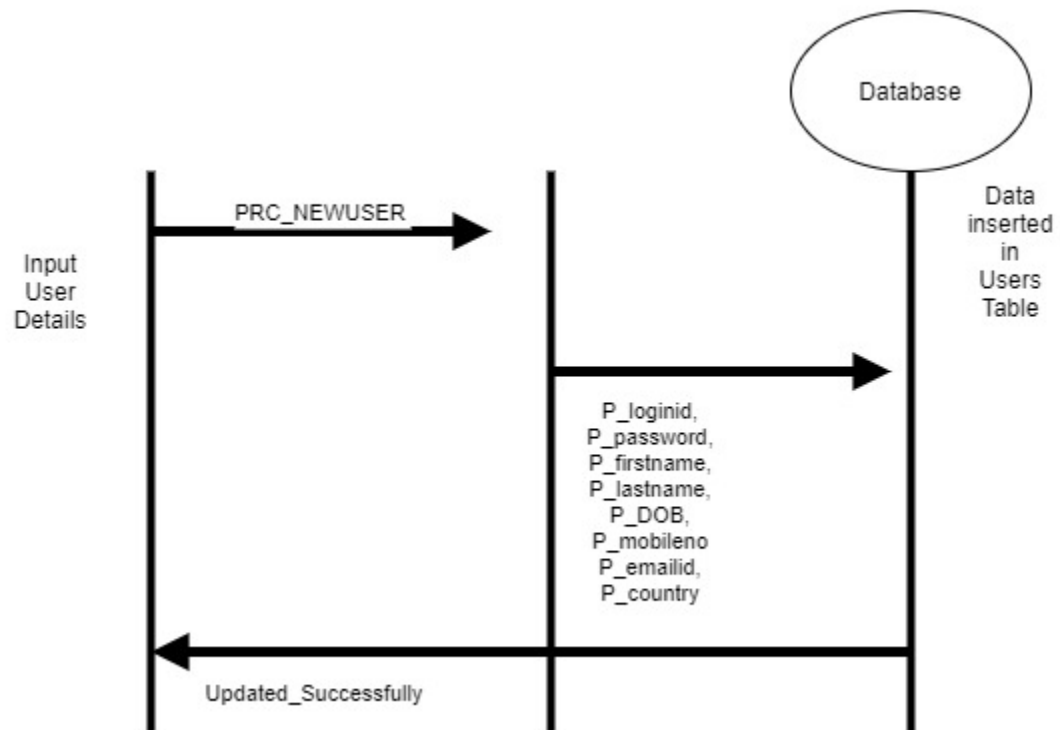 Database
PRC_NEWUSER
Input
User
Details
Data
inserted
in
Users
Table
P_loginid,
P_password,
P_firstname,
P_lastname,
P_DOB,
P_mobileno
P_emailid,
P_country
Updated_Successfully